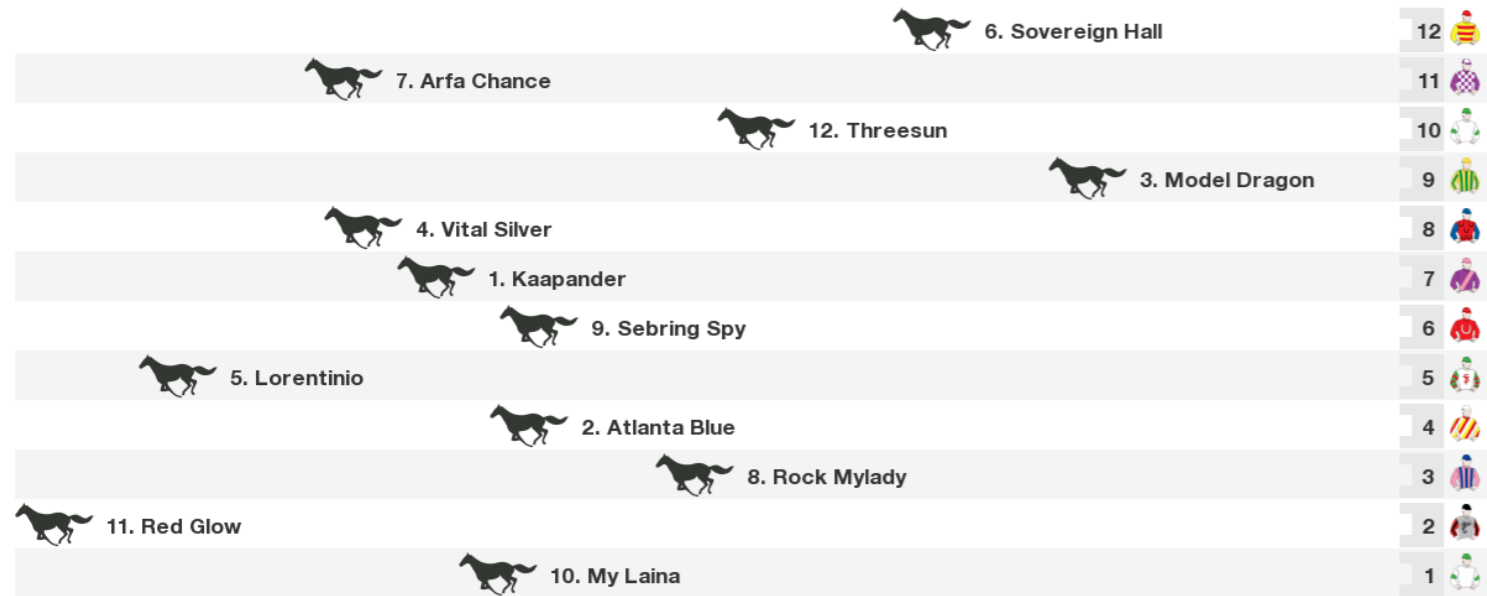 6. Sovereign Hall 12
7. Arfa Chance 11
12. Threesun 10
3. Model Dragon 9
4. Vital Silver 8
1. Kaapander 7
9. Sebring Spy 6
5. Lorentinio 5
2. Atlanta Blue 4
8. Rock Mylady 3
11. Red Glow 2
10. My Laina 1